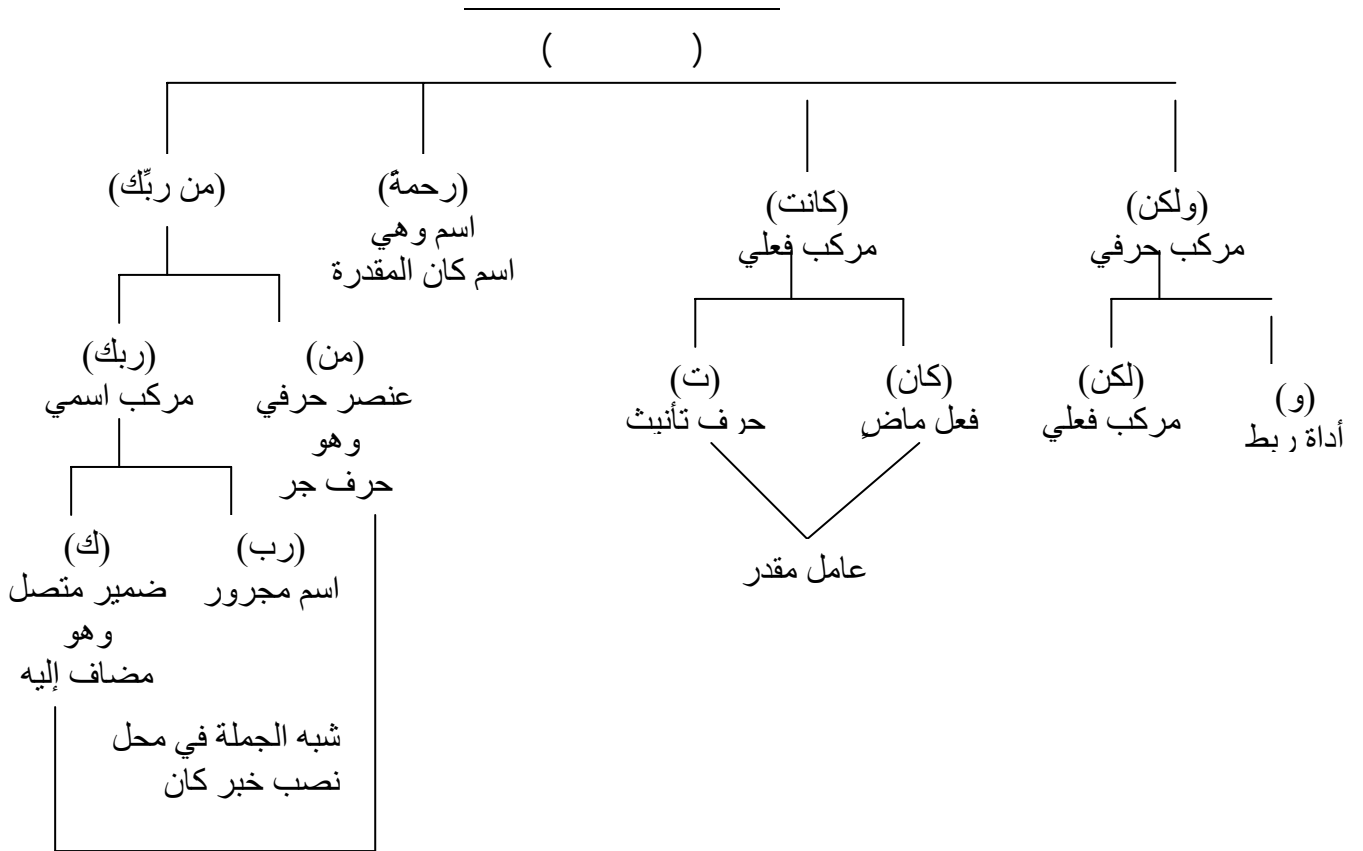 ( )
(ولكن)
مركب حرفي
(و)
أداة ربط
(لكن)
مركب فعلي
(كانت)
مركب فعلي
(كان)
فعل ماضٍ
(ت)
حرف تأنيث
عامل مقدر
(رحمةً)
اسم وهي
اسم كان المقدرة
(من ربِّك)
(من)
عنصر حرفي
وهو
حرف جر
(ربك)
مركب اسمي
(رب)
اسم مجرور
(ك)
ضمير متصل
وهو
مضاف إليه
شبه الجملة في محل
نصب خبر كان